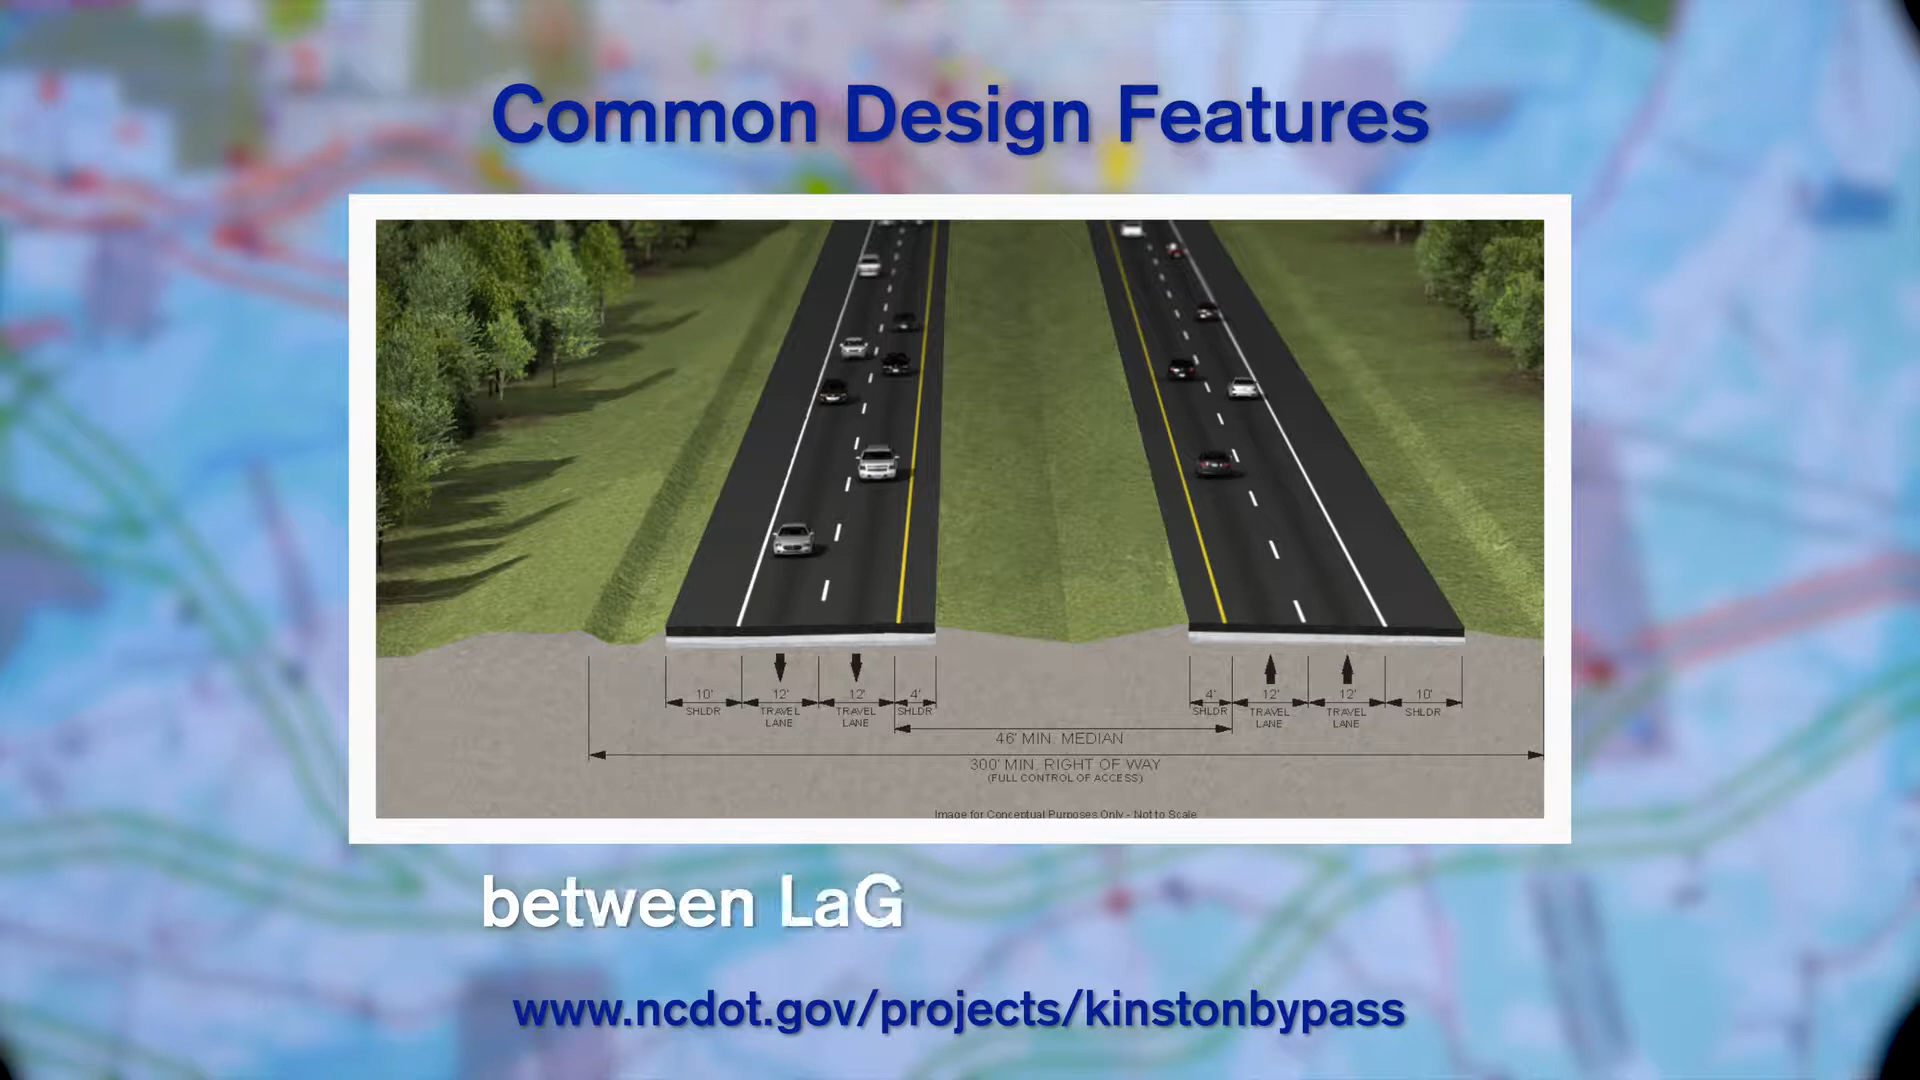 Common Design Features
10' 12' 12' 4' 4' 12' 12' 10'
SHLDR TRAVEL LANE TRAVEL LANE SHLDR SHLDR TRAVEL LANE TRAVEL LANE SHLDR
46' MIN. MEDIAN
300' MIN. RIGHT OF WAY
(FULL CONTROL OF ACCESS)
Image for Conceptual Purposes Only - Not to Scale
between LaG
www.ncdot.gov/projects/kinstonbypass